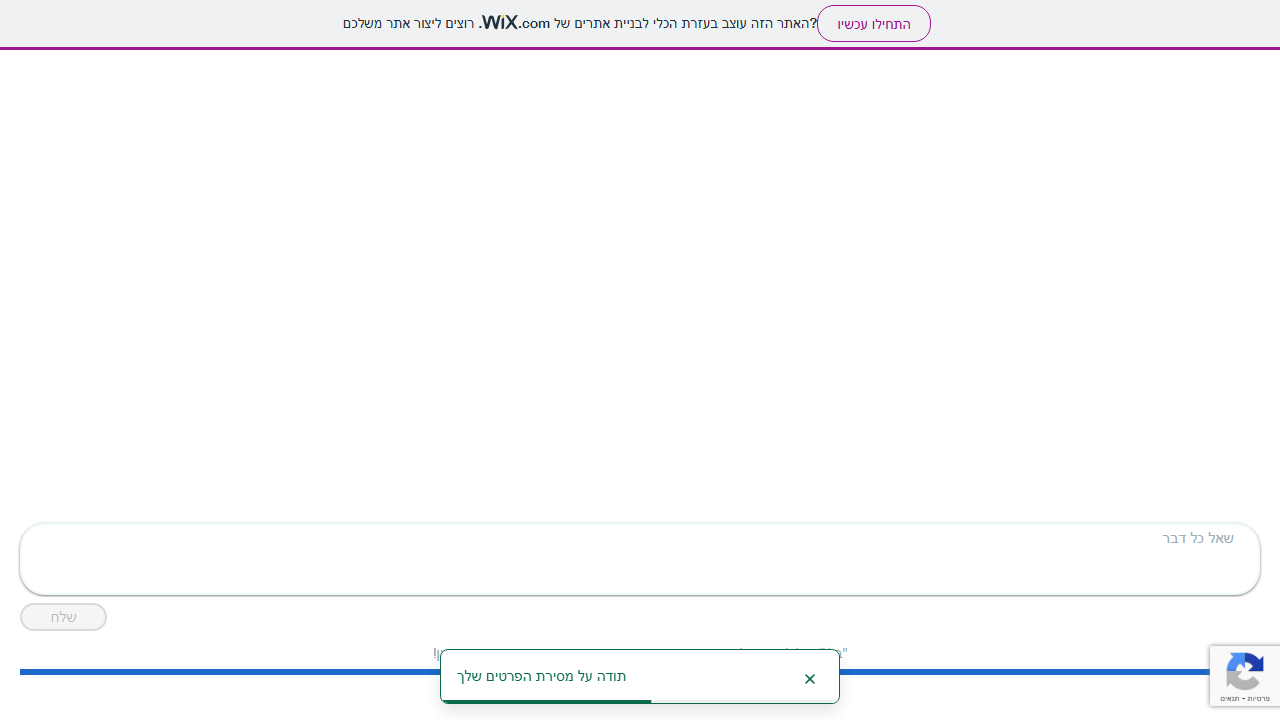 האתר הזה עוצב בעזרת הכלי לבניית אתרים של WiX.com. רוצים ליצור אתר משלכם?
התחילו עכשיו
שאל כל דבר
שלח
תודה על מסירת הפרטים שלך
פרטיות - תנאים